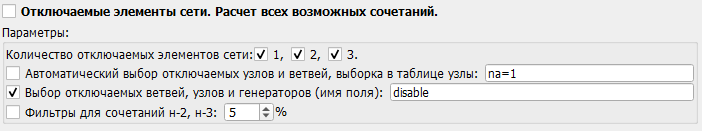 Отключаемые элементы сети. Расчет всех возможных сочетаний.
Параметры:
Количество отключаемых элементов сети: 1, 2, 3.
Автоматический выбор отключаемых узлов и ветвей, выборка в таблице узлы: na=1
Выбор отключаемых ветвей, узлов и генераторов (имя поля): disable
Фильтры для сочетаний н-2, н-3: 5 %